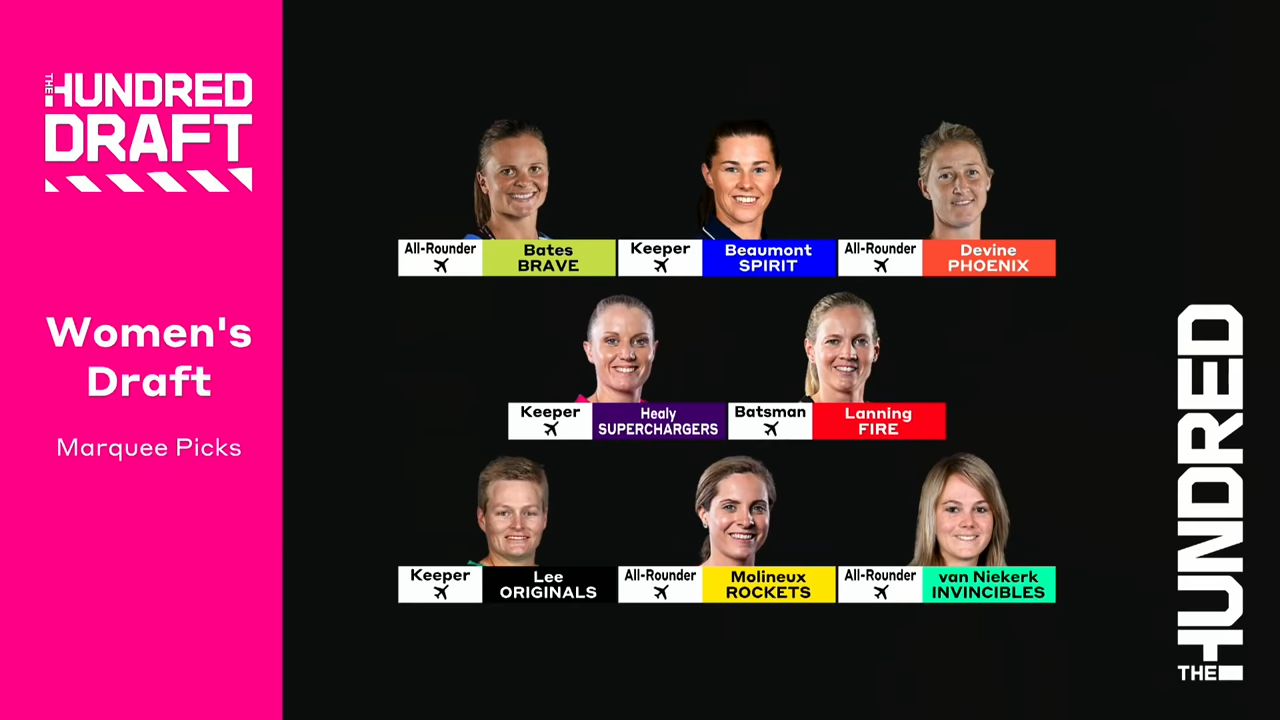 THE HUNDRED
DRAFT
Women's
Draft
Marquee Picks
All-Rounder
Bates
BRAVE
Keeper
Beaumont
SPIRIT
All-Rounder
Devine
PHOENIX
Keeper
Healy
SUPERCHARGERS
Batsman
Lanning
FIRE
Keeper
Lee
ORIGINALS
All-Rounder
Molineux
ROCKETS
All-Rounder
van Niekerk
INVINCIBLES
THE HUNDRED